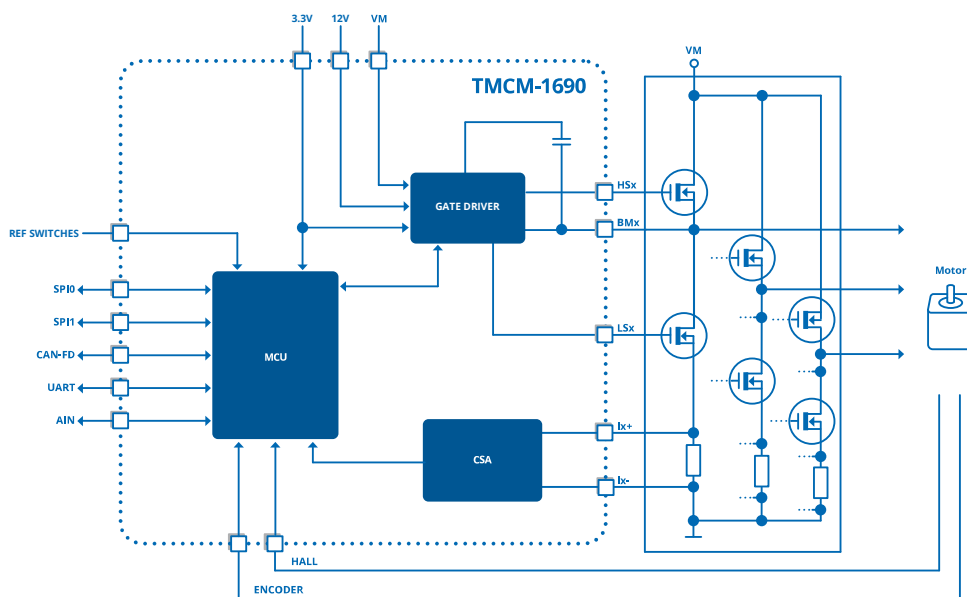 3.3V
12V
VM
VM
TMCM-1690
HSx
GATE DRIVER
BMx
REF SWITCHES
Motor
SPI0
SPI1
LSx
MCU
CAN-FD
UART
AIN
Ix+
CSA
Ix-
HALL
ENCODER